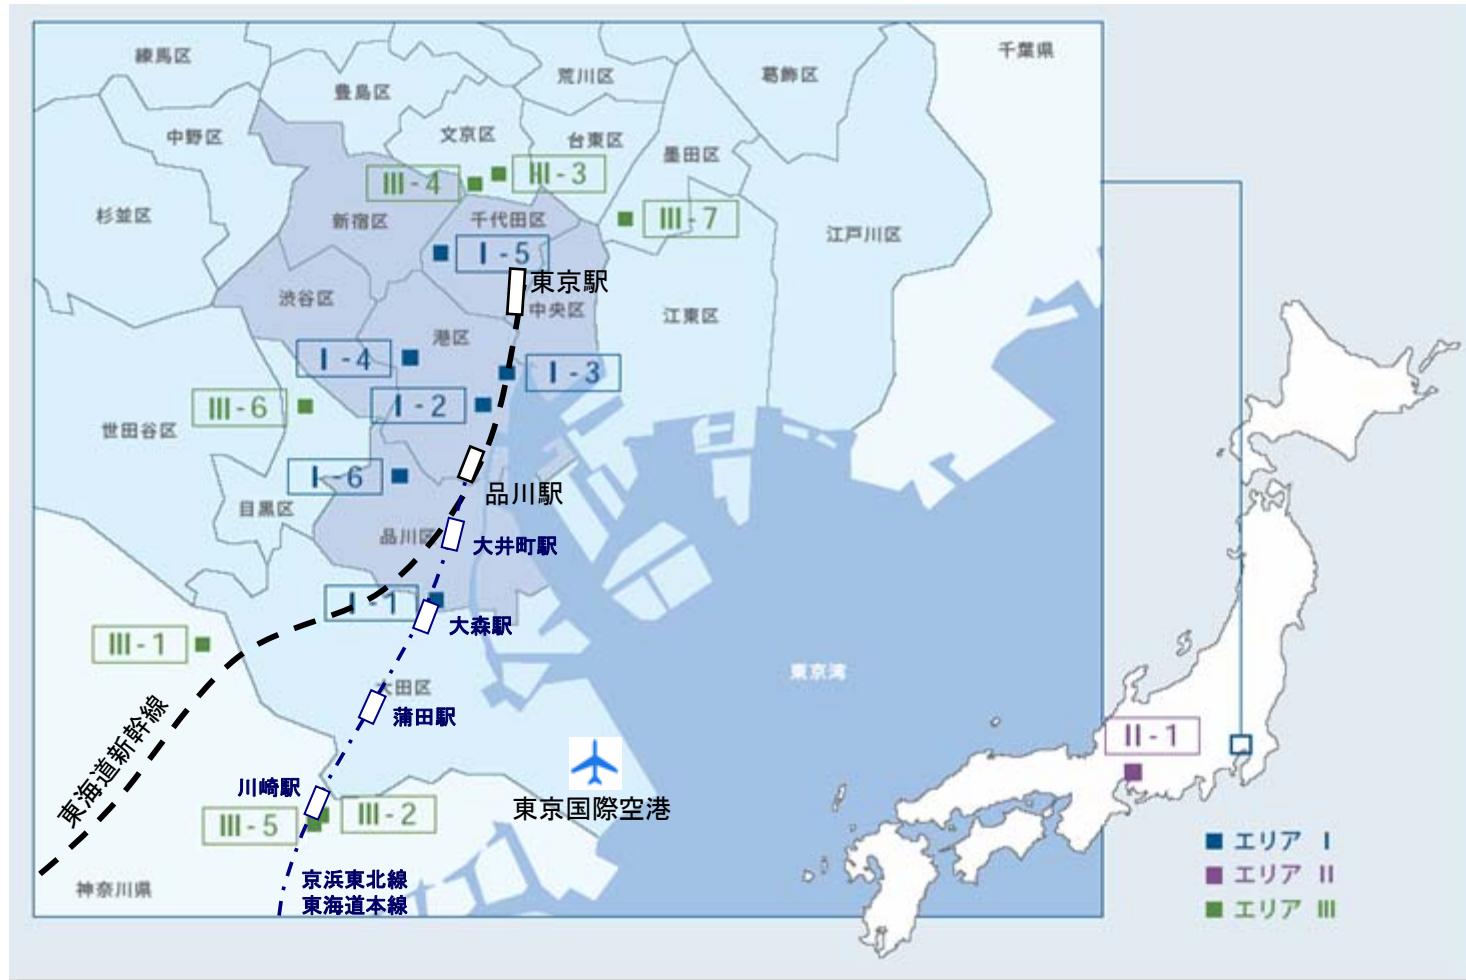 練馬区
豊島区
荒川区
葛飾区
千葉県
中野区
文京区
台東区
墨田区
III - 4
III - 3
杉並区
新宿区
千代田区
III - 7
江戸川区
I - 5
東京駅
渋谷区
中央区
江東区
港区
I - 4
I - 3
III - 6
I - 2
世田谷区
I - 6
品川駅
目黒区
品川区
大井町駅
I - 1
大森駅
III - 1
東京湾
大田区
蒲田駅
東海道新幹線
II - 1
川崎駅
東京国際空港
III - 5
III - 2
神奈川県
京浜東北線
東海道本線
エリア I
エリア II
エリア III